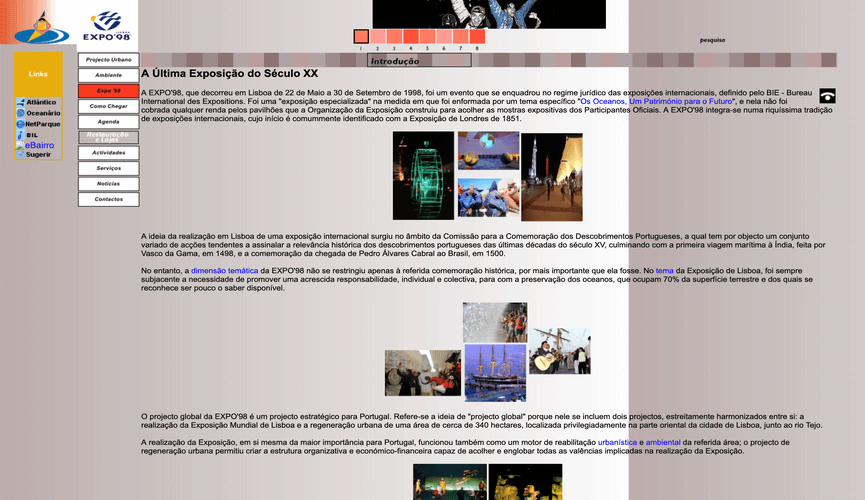 LISBOA
EXPO'98
1 2 3 4 5 6 7 8
pesquisa
Links
Atlântico
Oceanário
NetParque
BIL
eBairro
Sugerir
Projecto Urbano
Ambiente
Expo '98
Como Chegar
Agenda
Restauração
e Lojas
Actividades
Serviços
Notícias
Contactos
Introdução
A Última Exposição do Século XX
A EXPO'98, que decorreu em Lisboa de 22 de Maio a 30 de Setembro de 1998, foi um evento que se enquadrou no regime jurídico das exposições internacionais, definido pelo BIE - Bureau
International des Expositions. Foi uma "exposição especializada" na medida em que foi enformada por um tema específico "Os Oceanos, Um Património para o Futuro", e nela não foi
cobrada qualquer renda pelos pavilhões que a Organização da Exposição construiu para acolher as mostras expositivas dos Participantes Oficiais. A EXPO'98 integra-se numa riquíssima tradição
de exposições internacionais, cujo início é comummente identificado com a Exposição de Londres de 1851.
A ideia da realização em Lisboa de uma exposição internacional surgiu no âmbito da Comissão para a Comemoração dos Descobrimentos Portugueses, a qual tem por objecto um conjunto
variado de acções tendentes a assinalar a relevância histórica dos descobrimentos portugueses das últimas décadas do século XV, culminando com a primeira viagem marítima à Índia, feita por
Vasco da Gama, em 1498, e a comemoração da chegada de Pedro Álvares Cabral ao Brasil, em 1500.
No entanto, a dimensão temática da EXPO'98 não se restringiu apenas à referida comemoração histórica, por mais importante que ela fosse. No tema da Exposição de Lisboa, foi sempre
subjacente a necessidade de promover uma acrescida responsabilidade, individual e colectiva, para com a preservação dos oceanos, que ocupam 70% da superfície terrestre e dos quais se
reconhece ser pouco o saber disponível.
O projecto global da EXPO'98 é um projecto estratégico para Portugal. Refere-se a ideia de "projecto global" porque nele se incluem dois projectos, estreitamente harmonizados entre si: a
realização da Exposição Mundial de Lisboa e a regeneração urbana de uma área de cerca de 340 hectares, localizada privilegiadamente na parte oriental da cidade de Lisboa, junto ao rio Tejo.
A realização da Exposição, em si mesma da maior importância para Portugal, funcionou também como um motor de reabilitação urbanística e ambiental da referida área; o projecto de
regeneração urbana permitiu criar a estrutura organizativa e económico-financeira capaz de acolher e englobar todas as valências implicadas na realização da Exposição.